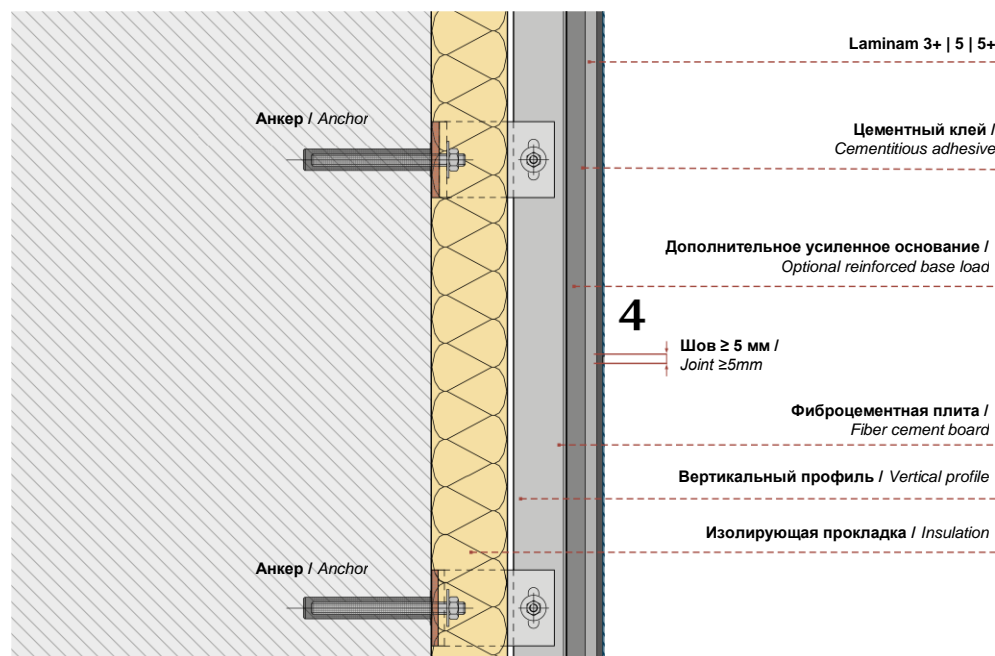 Laminam 3+ | 5 | 5+
Анкер / Anchor
Цементный клей /
Cementitious adhesive
Дополнительное усиленное основание /
Optional reinforced base load
4
Шов ≥ 5 мм /
Joint ≥5mm
Фиброцементная плита /
Fiber cement board
Вертикальный профиль / Vertical profile
Изолирующая прокладка / Insulation
Анкер / Anchor